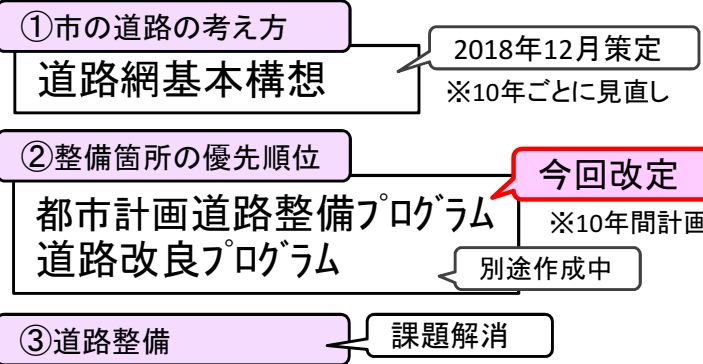 ①市の道路の考え方
道路網基本構想
2018年12月策定
※10年ごとに見直し
②整備箇所の優先順位
都市計画道路整備プログラム
道路改良プログラム
今回改定
※10年間計画
別途作成中
③道路整備
課題解消